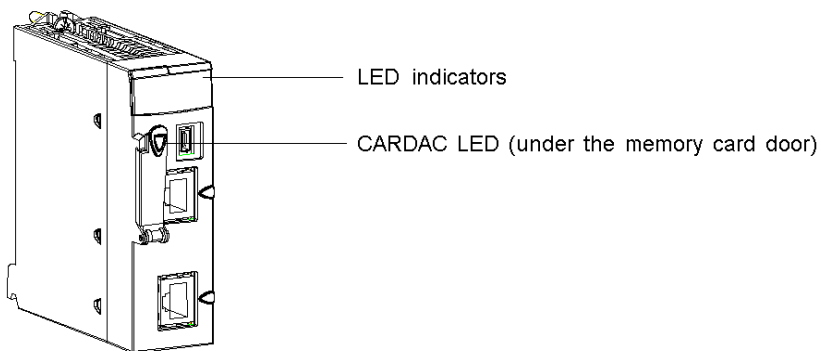 LED indicators
CARDAC LED (under the memory card door)